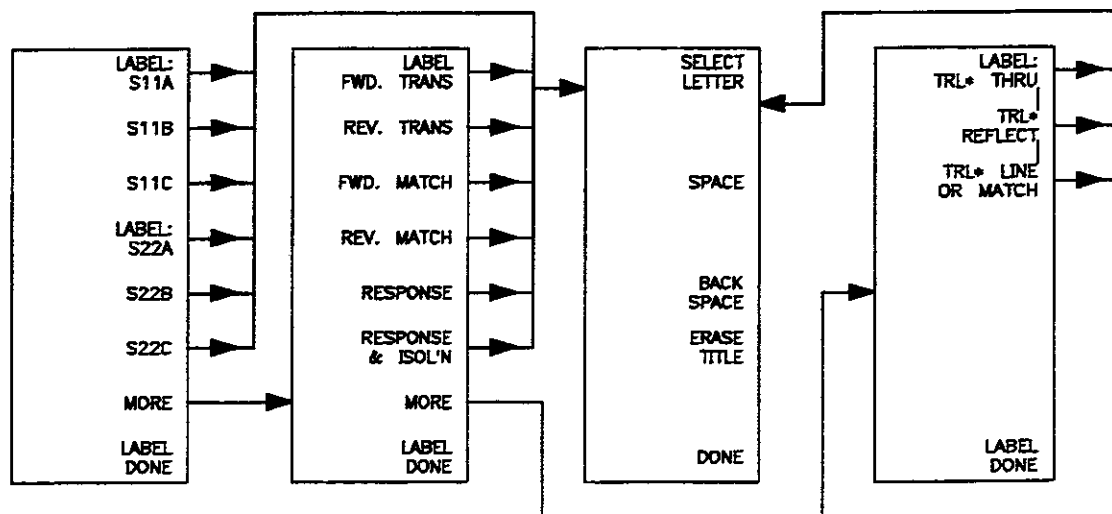 LABEL:
S11A
S11B
S11C
LABEL:
S22A
S22B
S22C
MORE
LABEL
DONE
LABEL
FWD. TRANS
REV. TRANS
FWD. MATCH
REV. MATCH
RESPONSE
RESPONSE
& ISOL'N
MORE
LABEL
DONE
SELECT
LETTER
SPACE
BACK
SPACE
ERASE
TITLE
DONE
LABEL:
TRL* THRU
TRL*
REFLECT
TRL* LINE
OR MATCH
LABEL
DONE